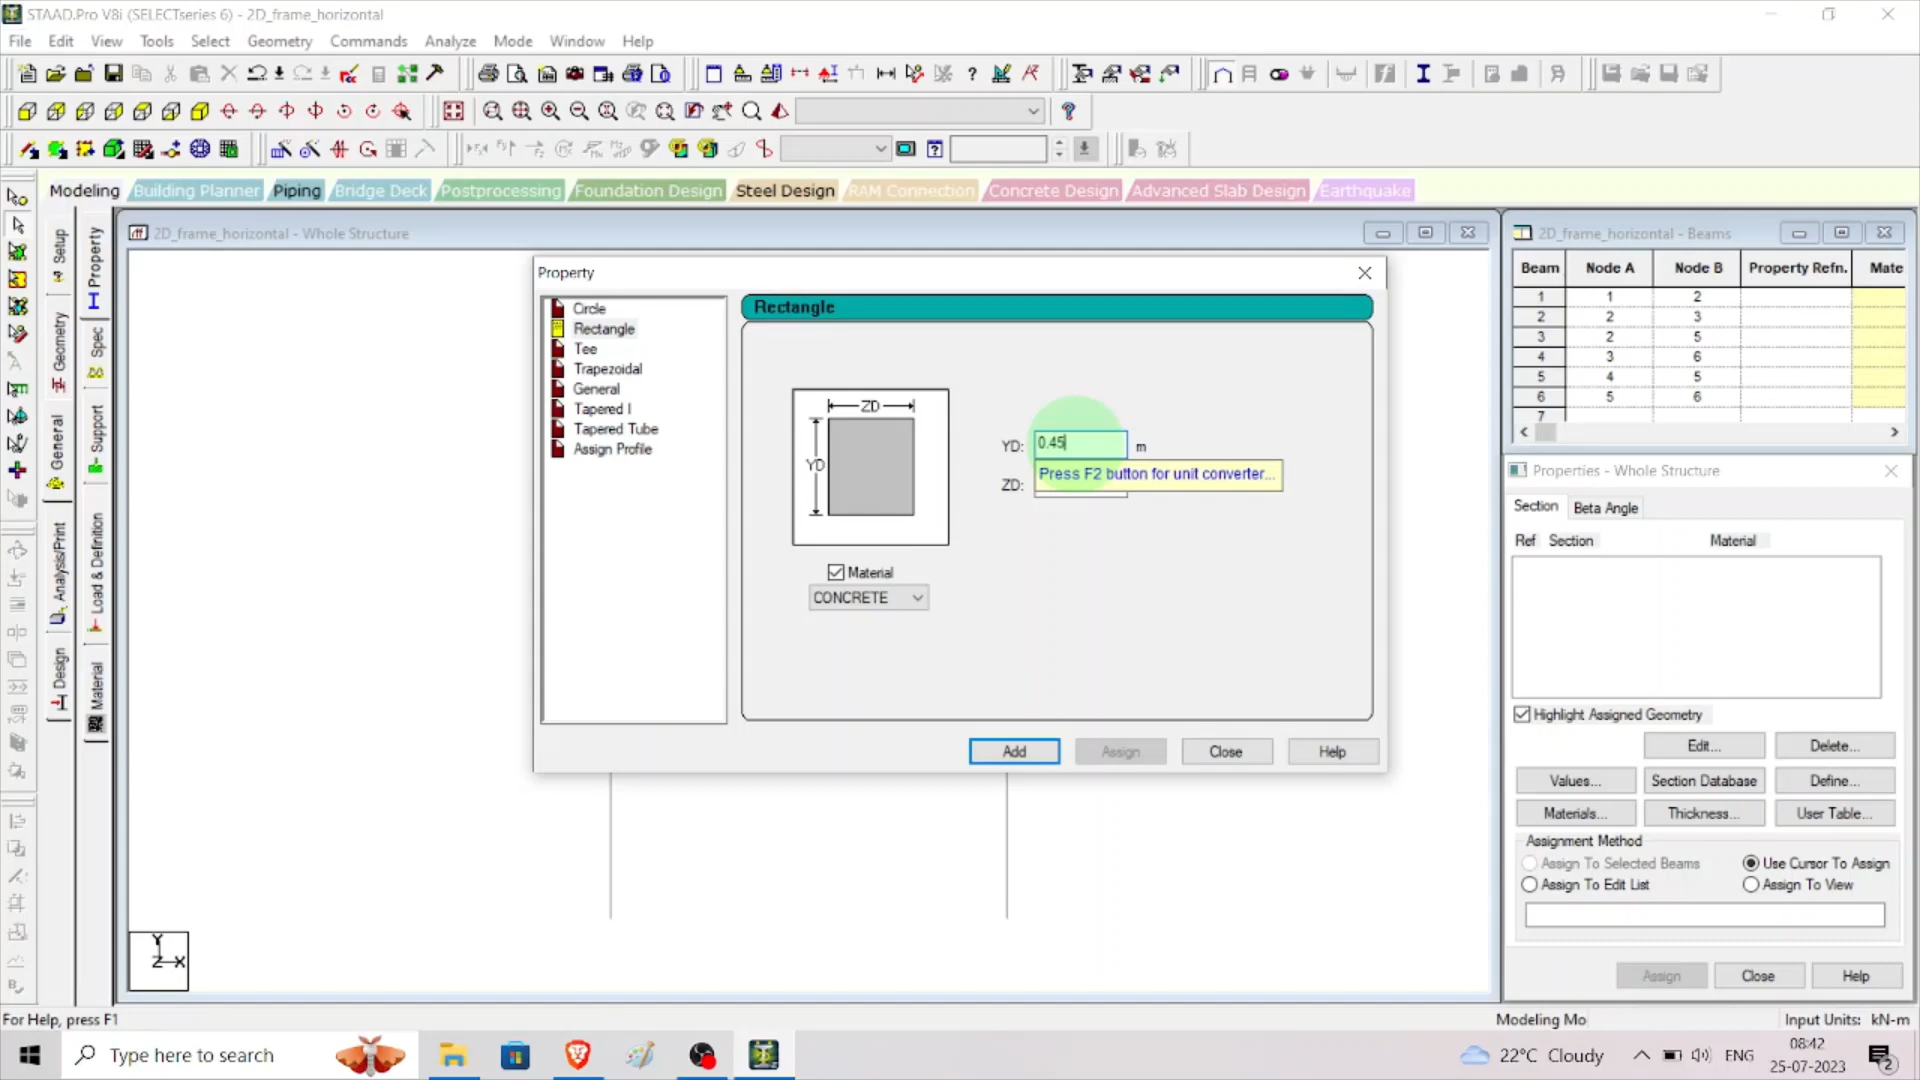 STAAD.Pro V8i (SELECTseries 6) - 2D_frame_horizontal
File Edit View Tools Select Geometry Commands Analyze Mode Window Help
Modeling Building Planner Piping Bridge Deck Postprocessing Foundation Design Steel Design RAM Connection Concrete Design Advanced Slab Design Earthquake
Setup
Geometry
General
Analysis/Print
Design
Property
Spec
Support
Load & Definition
Material
2D_frame_horizontal - Whole Structure
Property
Circle
Rectangle
Tee
Trapezoidal
General
Tapered I
Tapered Tube
Assign Profile
Rectangle
ZD
YD
YD: 0.45 m
Press F2 button for unit converter...
ZD:
Material
CONCRETE
Add Assign Close Help
Y
Z X
2D_frame_horizontal - Beams
Beam Node A Node B Property Refn. Mate
1 1 2
2 2 3
3 2 5
4 3 6
5 4 5
6 5 6
7
Properties - Whole Structure
Section Beta Angle
Ref Section Material
Highlight Assigned Geometry
Edit... Delete...
Values... Section Database Define...
Materials... Thickness... User Table...
Assignment Method
Assign To Selected Beams Use Cursor To Assign
Assign To Edit List Assign To View
Assign Close Help
For Help, press F1 Modeling Mo Input Units: kN-m
Type here to search 22°C Cloudy ENG 08:42
25-07-2023 2